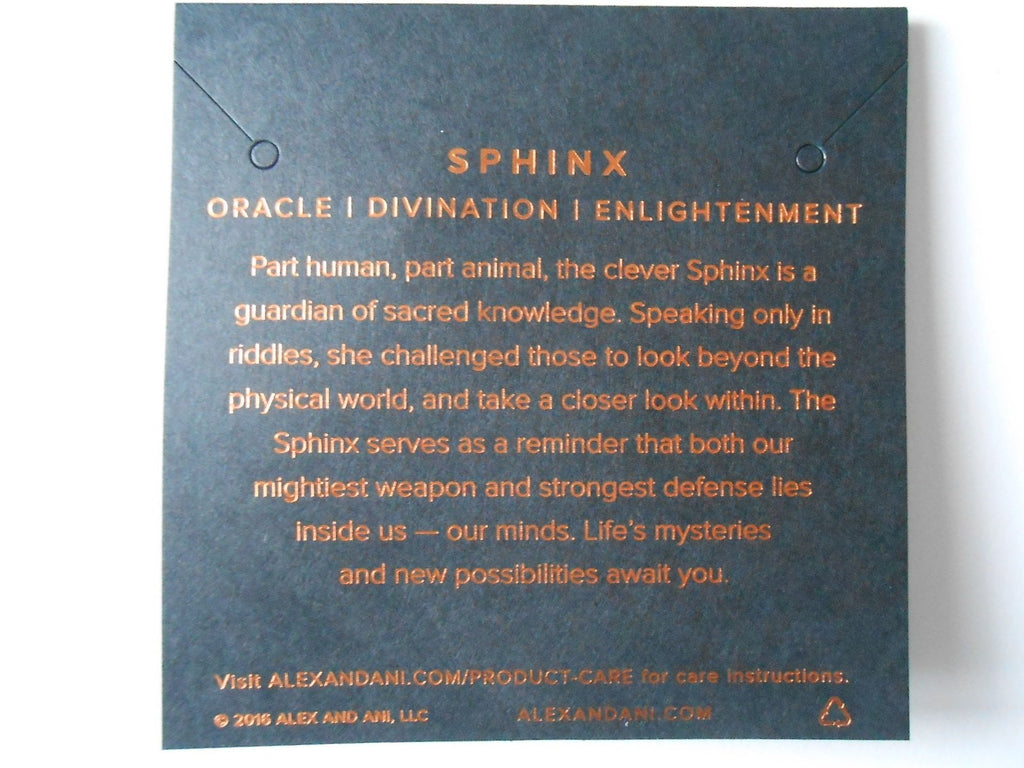 SPHINX
ORACLE | DIVINATION | ENLIGHTENMENT
Part human, part animal, the clever Sphinx is a
guardian of sacred knowledge. Speaking only in
riddles, she challenged those to look beyond the
physical world, and take a closer look within. The
Sphinx serves as a reminder that both our
mightiest weapon and strongest defense lies
inside us — our minds. Life's mysteries
and new possibilities await you.
Visit ALEXANDANI.COM/PRODUCT-CARE for care instructions.
© 2016 ALEX AND ANI, LLC ALEXANDANI.COM